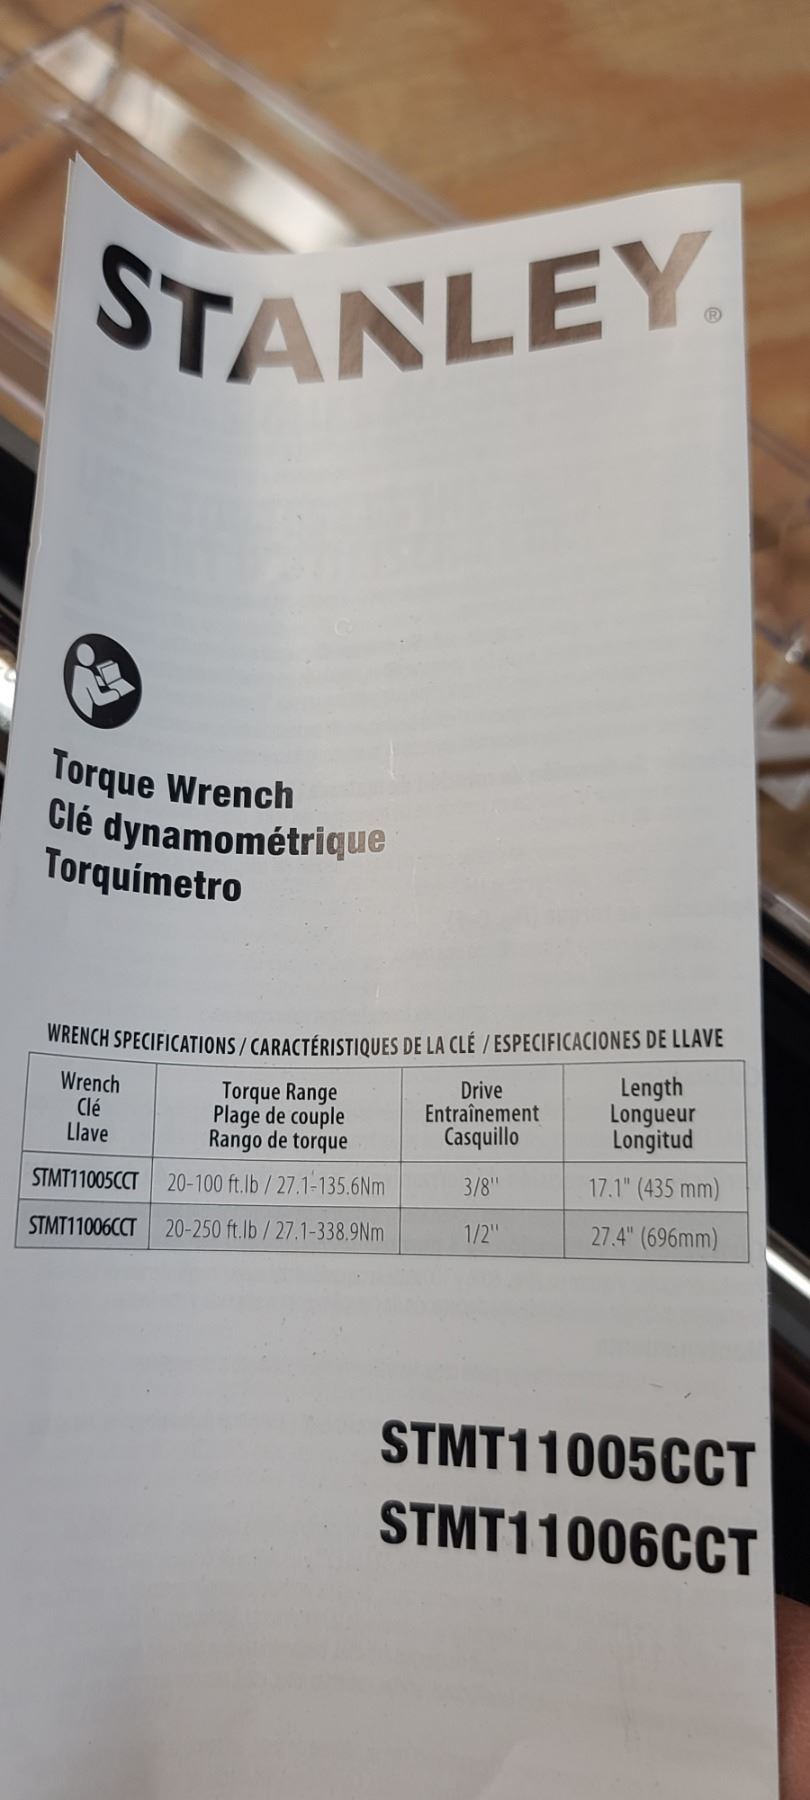 STANLEY®
Torque Wrench
Clé dynamométrique
Torquímetro
WRENCH SPECIFICATIONS / CARACTÉRISTIQUES DE LA CLÉ / ESPECIFICACIONES DE LLAVE
Wrench Clé Llave | Torque Range Plage de couple Rango de torque | Drive Entraînement Casquillo | Length Longueur Longitud
STMT11005CCT 20-100 ft.lb / 27.1-135.6Nm 3/8'' 17.1" (435 mm)
STMT11006CCT 20-250 ft.lb / 27.1-338.9Nm 1/2'' 27.4" (696mm)
STMT11005CCT
STMT11006CCT